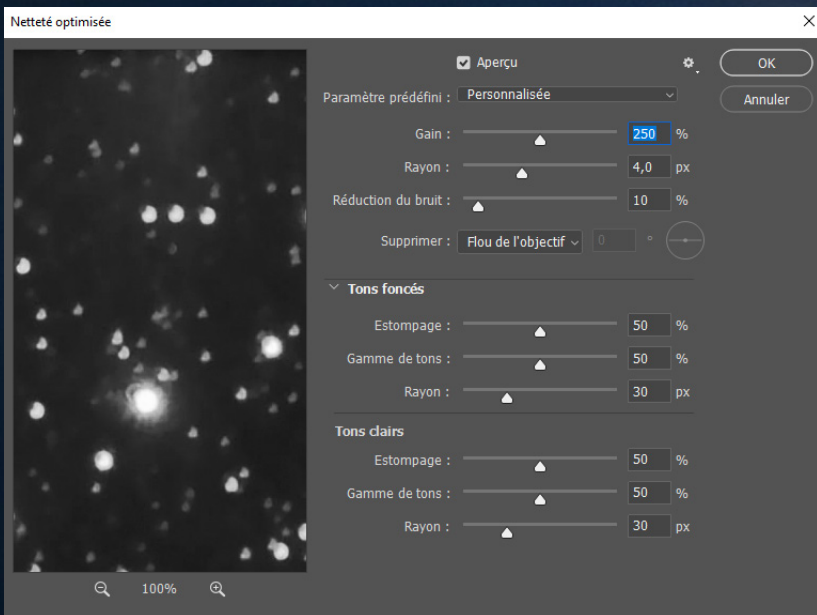 Netteté optimisée
Aperçu
OK
Paramètre prédéfini : Personnalisée
Annuler
Gain : 250 %
Rayon : 4,0 px
Réduction du bruit : 10 %
Supprimer : Flou de l'objectif 0 °
Tons foncés
Estompage : 50 %
Gamme de tons : 50 %
Rayon : 30 px
Tons clairs
Estompage : 50 %
Gamme de tons : 50 %
Rayon : 30 px
100%